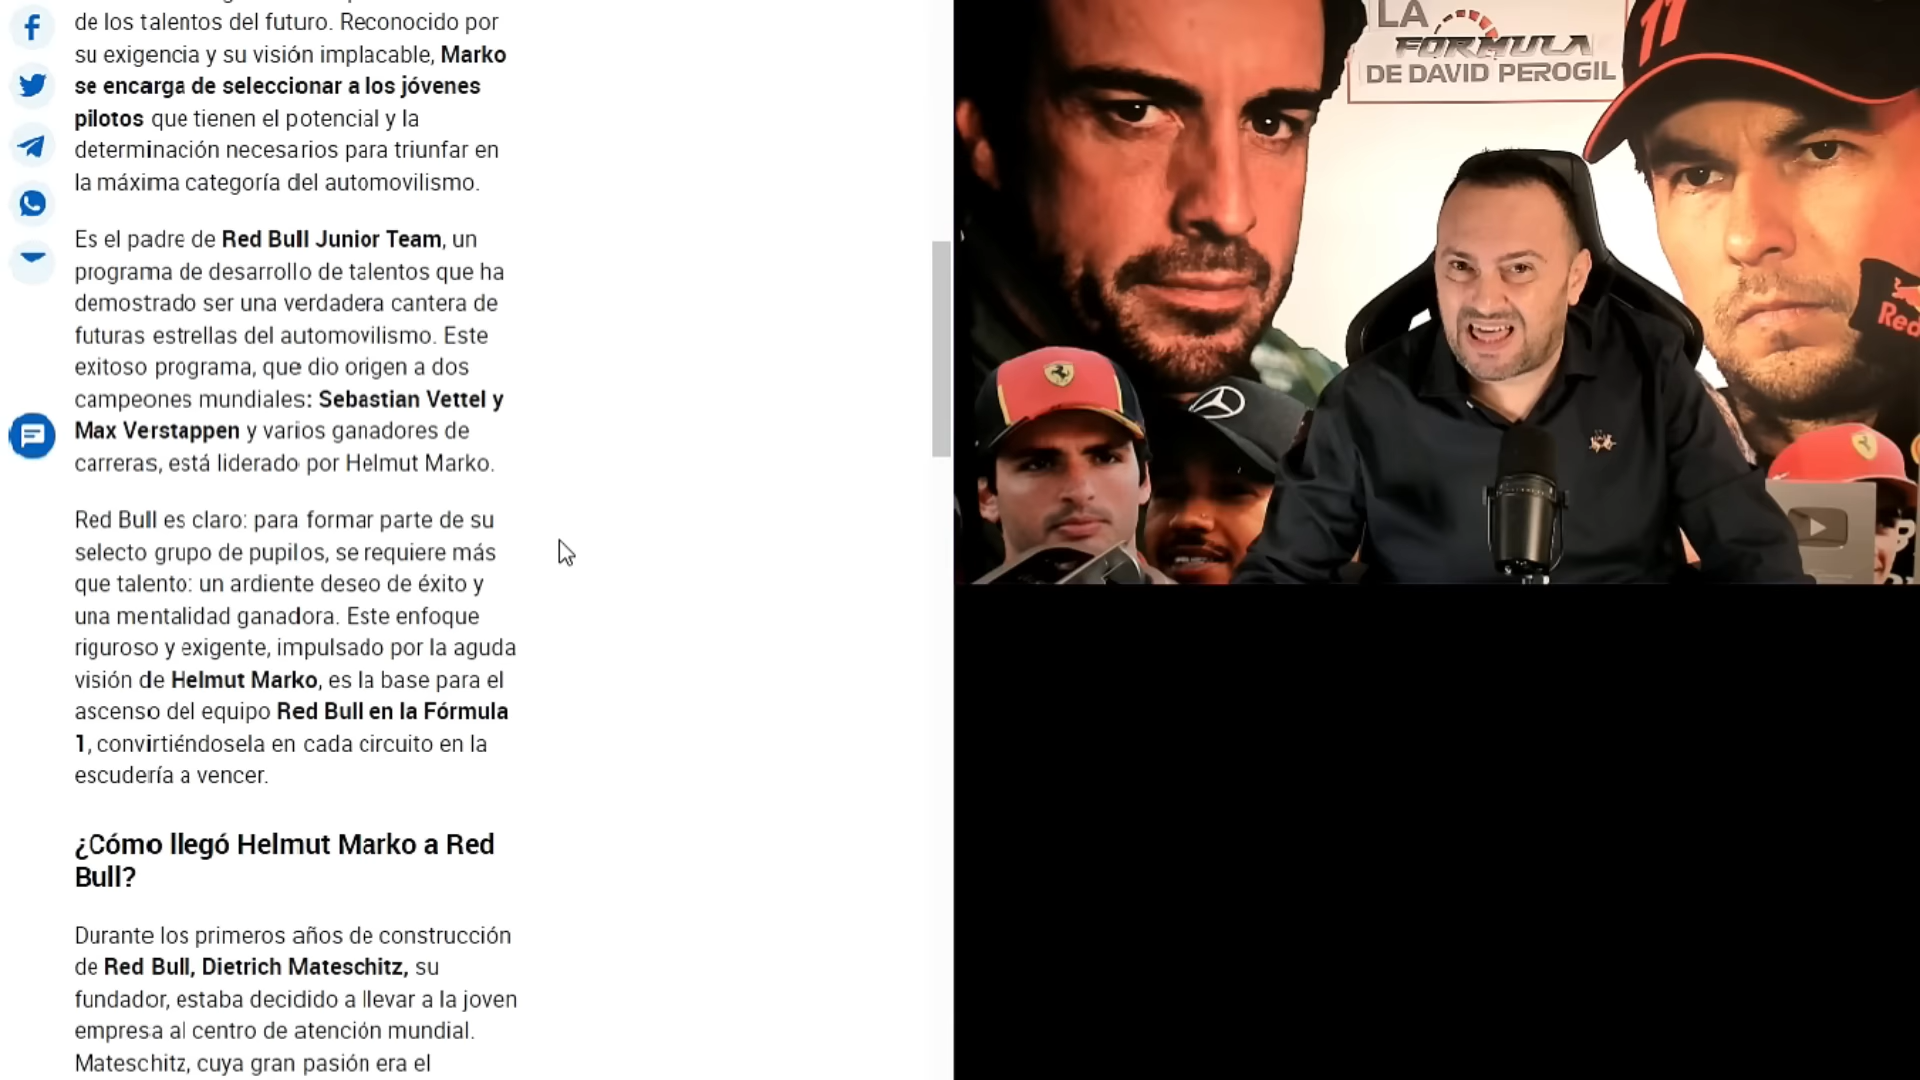 de los talentos del futuro. Reconocido por
su exigencia y su visión implacable, Marko
se encarga de seleccionar a los jóvenes
pilotos que tienen el potencial y la
determinación necesarios para triunfar en
la máxima categoría del automovilismo.
Es el padre de Red Bull Junior Team, un
programa de desarrollo de talentos que ha
demostrado ser una verdadera cantera de
futuras estrellas del automovilismo. Este
exitoso programa, que dio origen a dos
campeones mundiales: Sebastian Vettel y
Max Verstappen y varios ganadores de
carreras, está liderado por Helmut Marko.
Red Bull es claro: para formar parte de su
selecto grupo de pupilos, se requiere más
que talento: un ardiente deseo de éxito y
una mentalidad ganadora. Este enfoque
riguroso y exigente, impulsado por la aguda
visión de Helmut Marko, es la base para el
ascenso del equipo Red Bull en la Fórmula
1, convirtiéndosela en cada circuito en la
escudería a vencer.
¿Cómo llegó Helmut Marko a Red
Bull?
Durante los primeros años de construcción
de Red Bull, Dietrich Mateschitz, su
fundador, estaba decidido a llevar a la joven
empresa al centro de atención mundial.
Mateschitz, cuya gran pasión era el
LA
FORMULA
DE DAVID PEROGIL
11
Red